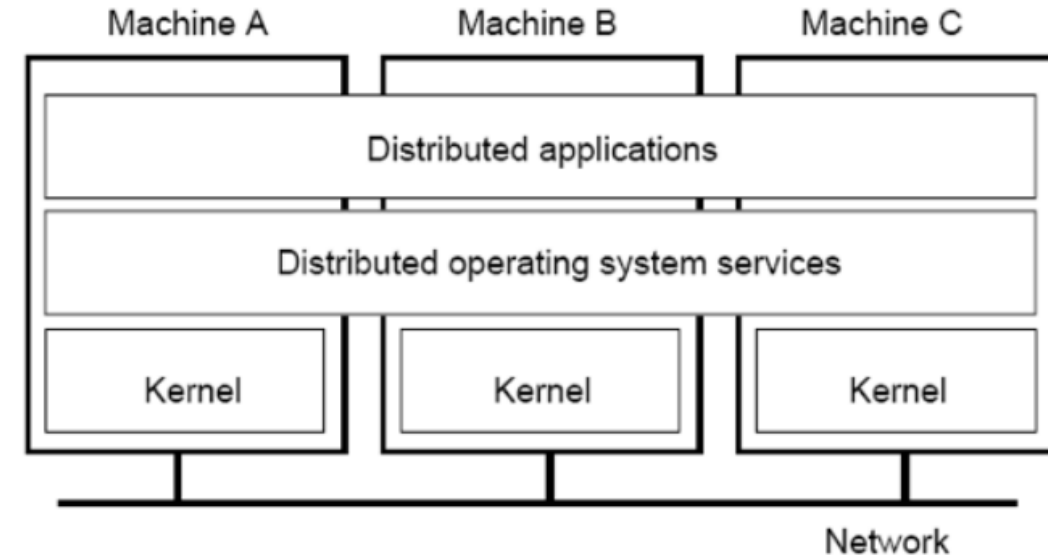 Machine A
Machine B
Machine C
Distributed applications
Distributed operating system services
Kernel
Kernel
Kernel
Network